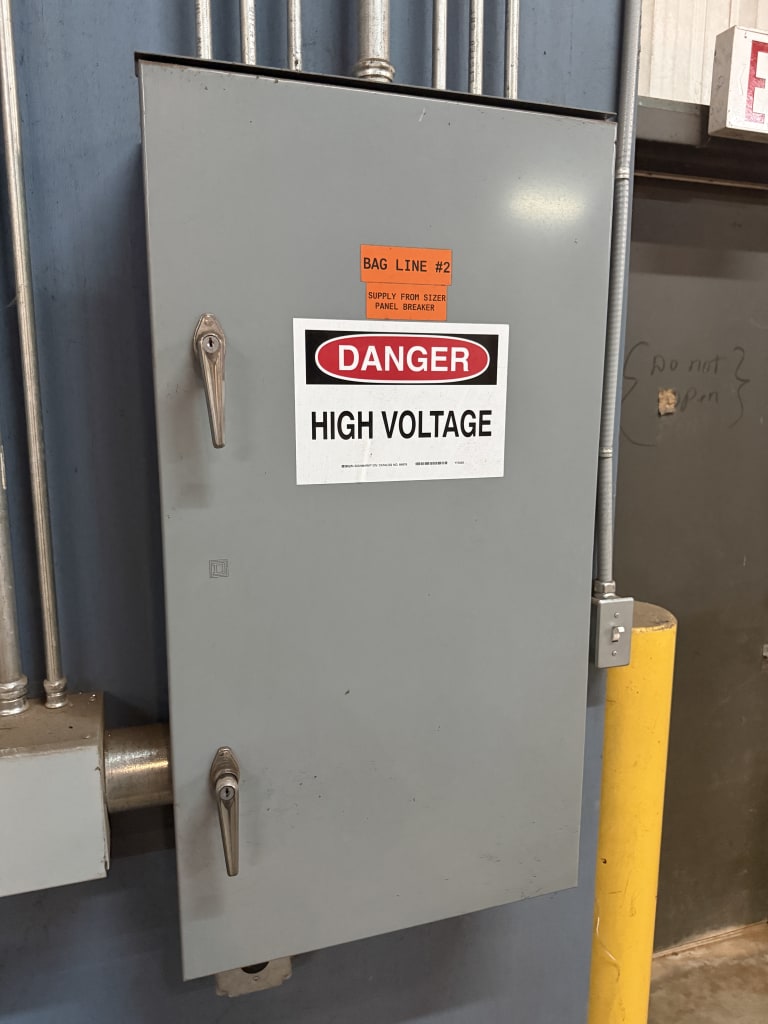 E
BAG LINE #2
SUPPLY FROM SIZER
PANEL BREAKER
DANGER
HIGH VOLTAGE
Do not
open